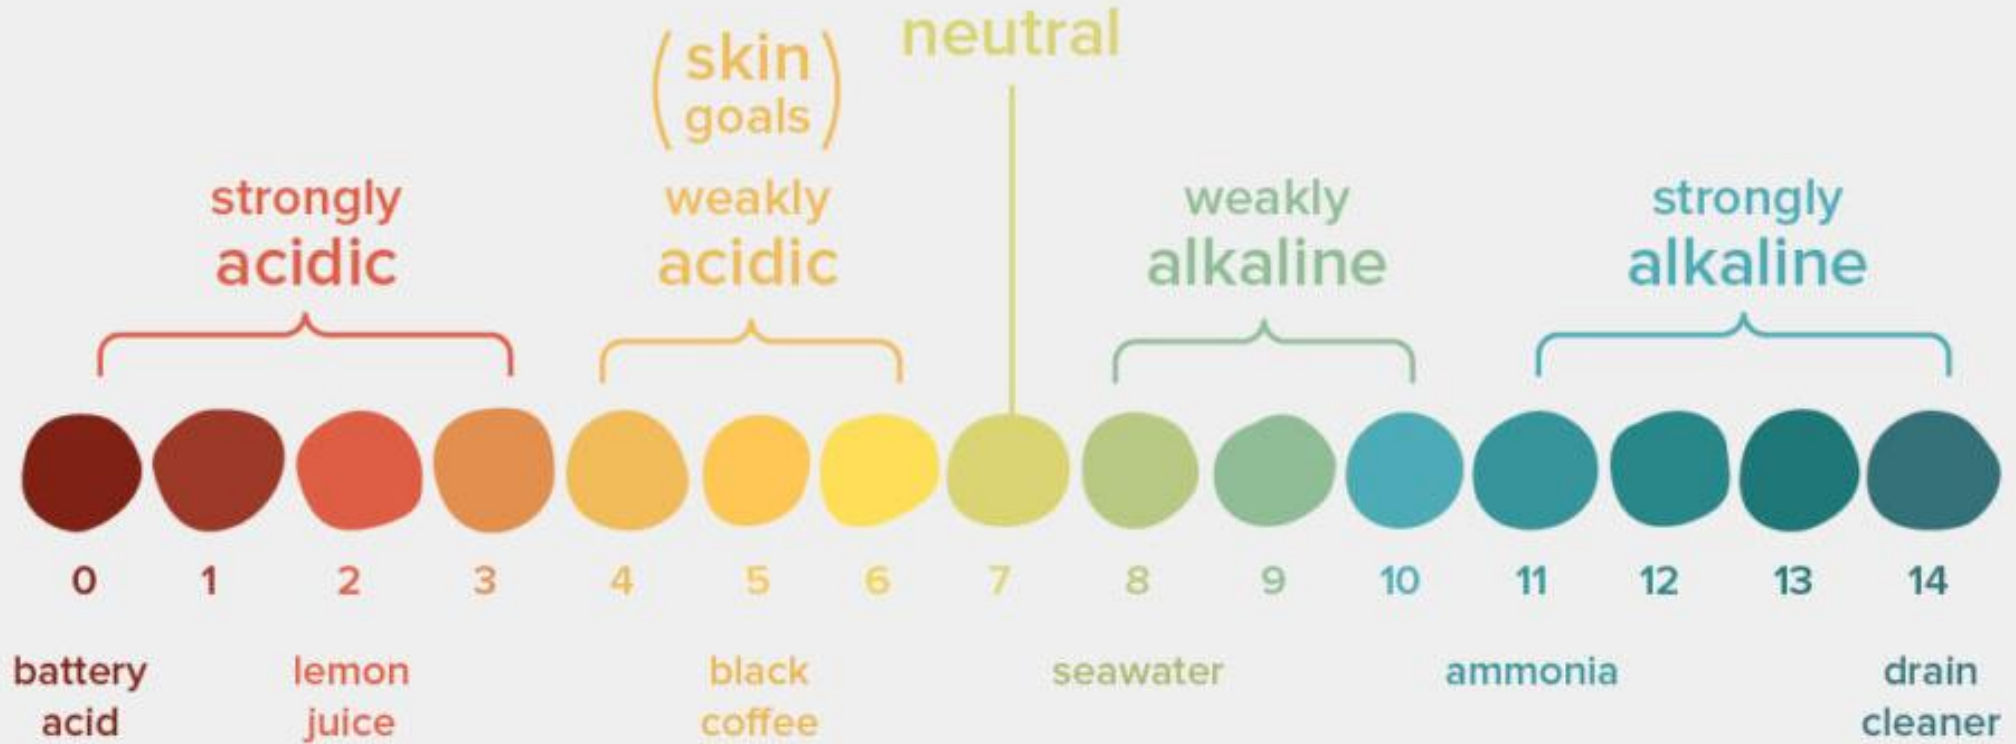 neutral
(skin
goals)
strongly
acidic
weakly
acidic
weakly
alkaline
strongly
alkaline
0 1 2 3 4 5 6 7 8 9 10 11 12 13 14
battery
acid
lemon
juice
black
coffee
seawater
ammonia
drain
cleaner